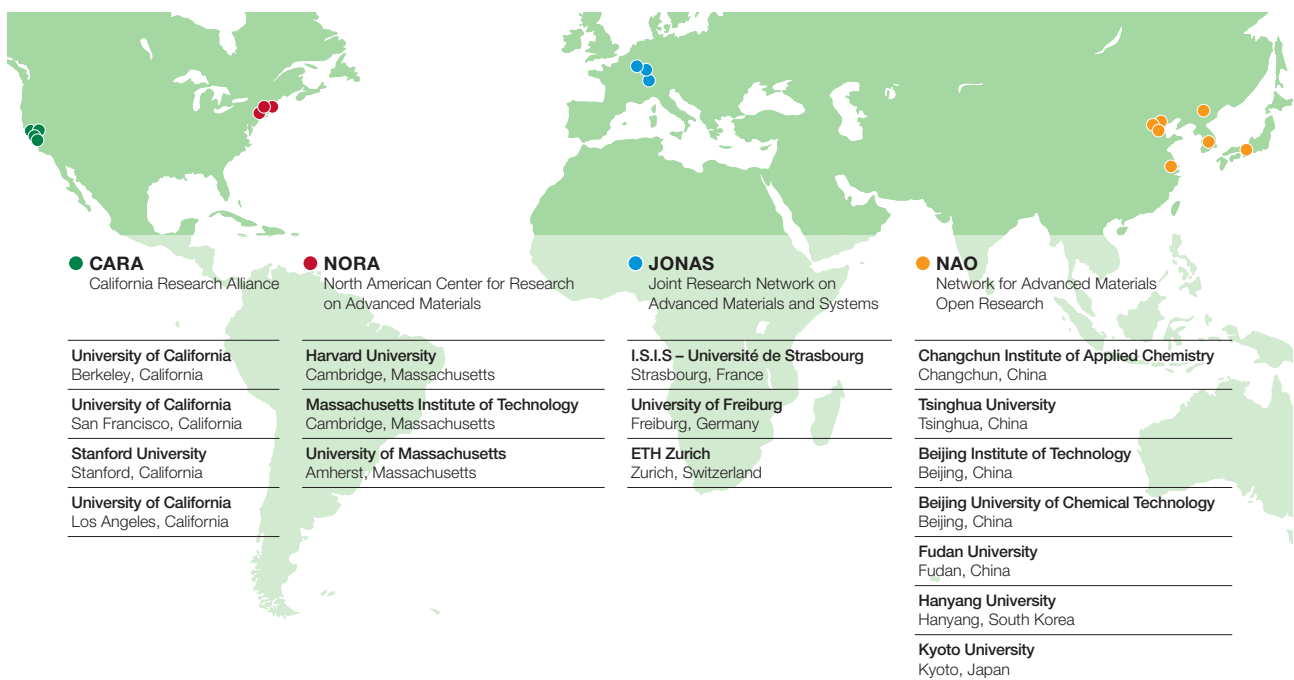 CARA
California Research Alliance
University of California
Berkeley, California
University of California
San Francisco, California
Stanford University
Stanford, California
University of California
Los Angeles, California
NORA
North American Center for Research
on Advanced Materials
Harvard University
Cambridge, Massachusetts
Massachusetts Institute of Technology
Cambridge, Massachusetts
University of Massachusetts
Amherst, Massachusetts
JONAS
Joint Research Network on
Advanced Materials and Systems
I.S.I.S – Université de Strasbourg
Strasbourg, France
University of Freiburg
Freiburg, Germany
ETH Zurich
Zurich, Switzerland
NAO
Network for Advanced Materials
Open Research
Changchun Institute of Applied Chemistry
Changchun, China
Tsinghua University
Tsinghua, China
Beijing Institute of Technology
Beijing, China
Beijing University of Chemical Technology
Beijing, China
Fudan University
Fudan, China
Hanyang University
Hanyang, South Korea
Kyoto University
Kyoto, Japan